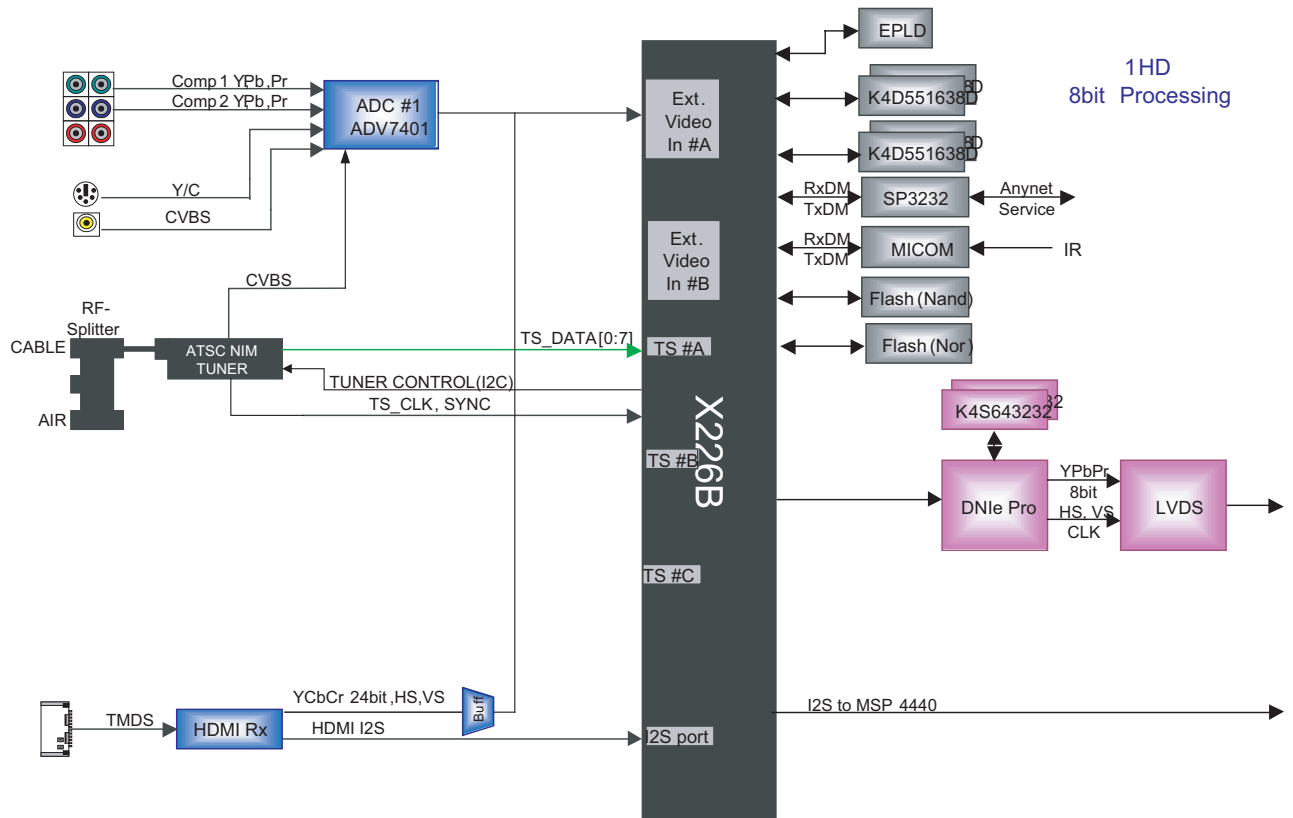 EPLD
1HD
8bit Processing
Comp 1 YPb,Pr
Comp 2 YPb,Pr
ADC #1
ADV7401
Ext.
Video
In #A
K4D551638D
K4D551638D
Y/C
CVBS
RxDM
TxDM
SP3232
Anynet
Service
Ext.
Video
In #B
RxDM
TxDM
MICOM
IR
CVBS
Flash (Nand)
RF-
Splitter
CABLE
ATSC NIM
TUNER
TS_DATA[0:7]
TS #A
Flash (Nor)
TUNER CONTROL(I2C)
TS_CLK, SYNC
AIR
X226B
K4S643232
32
TS #B
DNIe Pro
YPbPr
8bit
HS, VS
CLK
LVDS
TS #C
YCbCr 24bit,HS,VS
Buff
TMDS
HDMI Rx
HDMI I2S
I2S port
I2S to MSP 4440